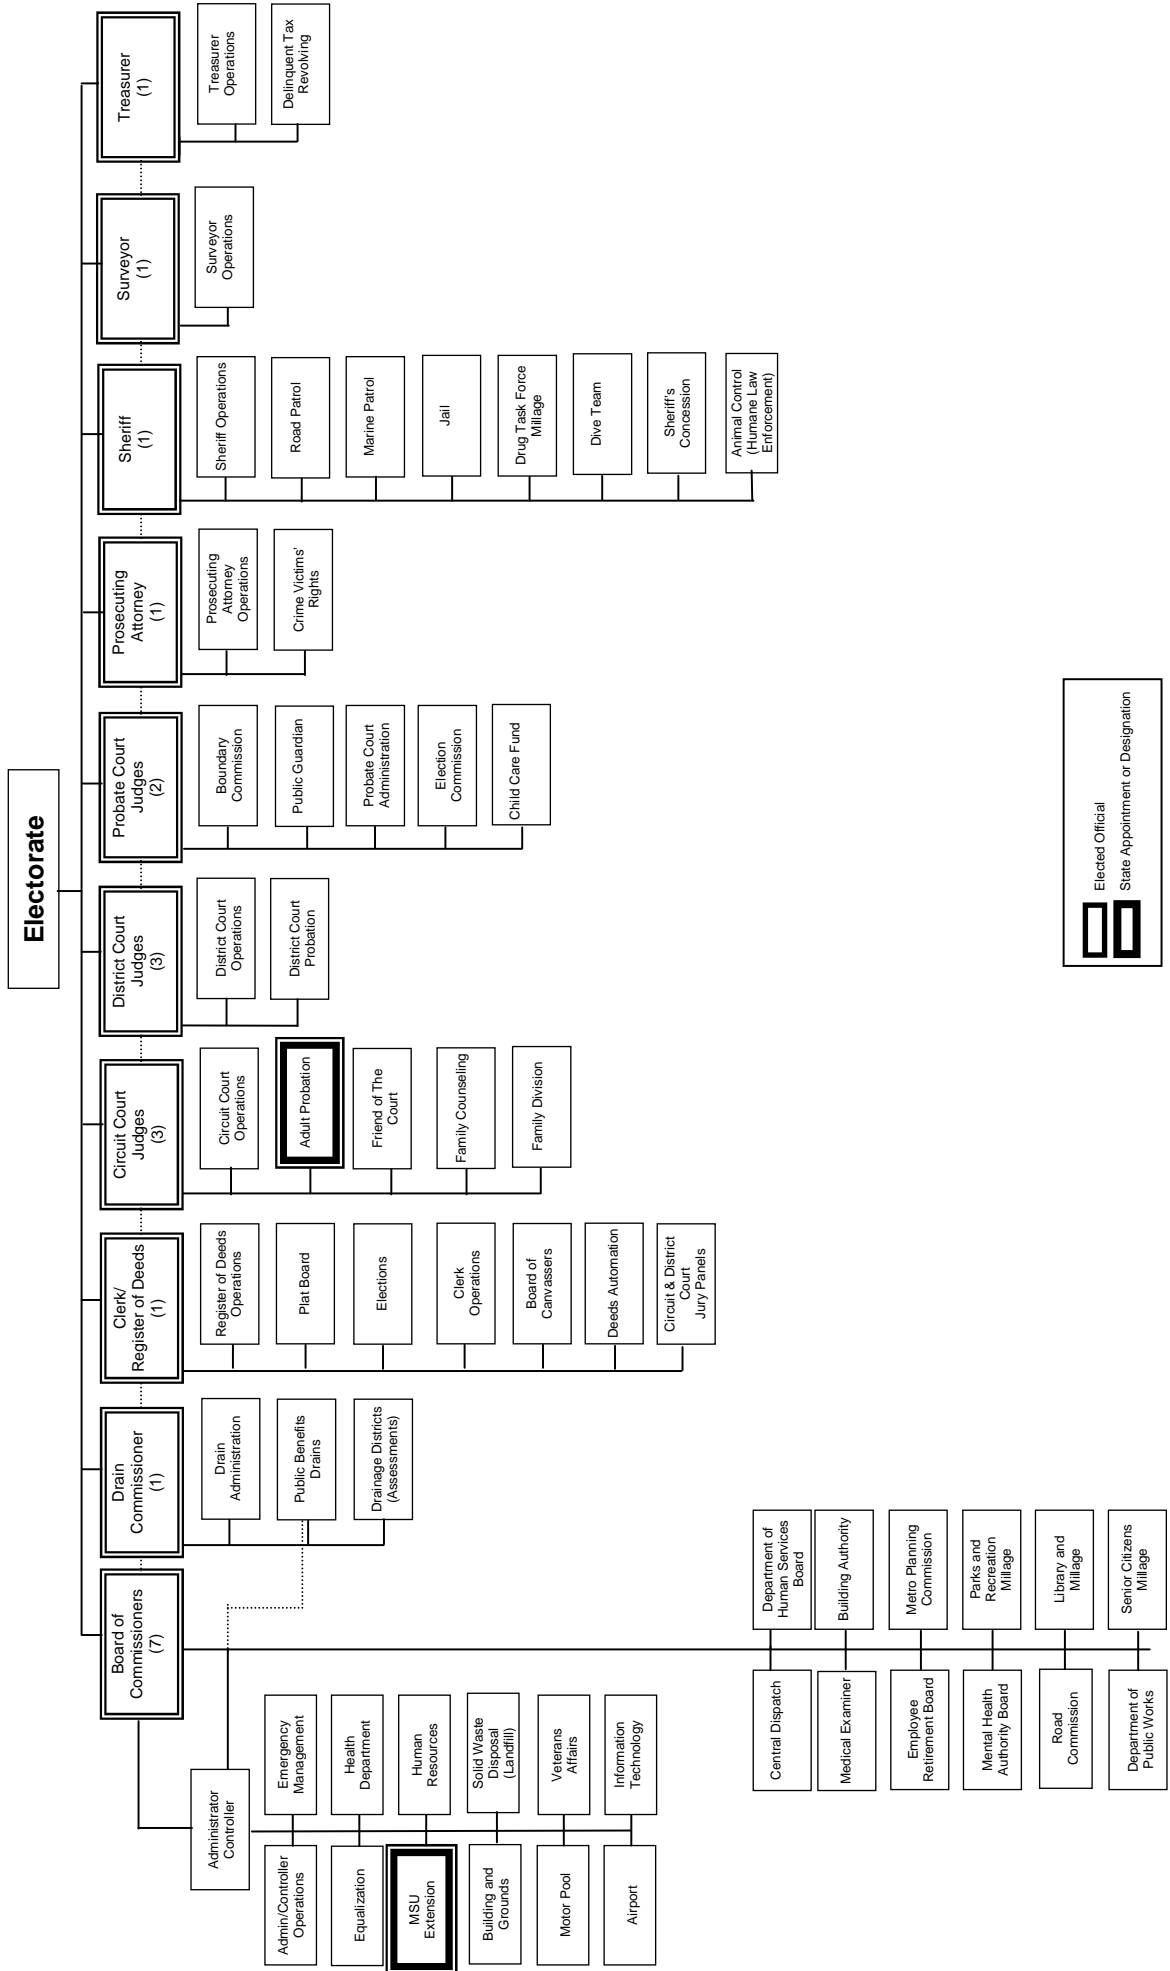 Electorate
Board of
Commissioners
(7)
Drain
Commissioner
(1)
Clerk/
Register of Deeds
(1)
Circuit Court
Judges
(3)
District Court
Judges
(3)
Probate Court
Judges
(2)
Prosecuting
Attorney
(1)
Sheriff
(1)
Surveyor
(1)
Treasurer
(1)
Administrator
Controller
Admin/Controller
Operations
Emergency
Management
Equalization
Health
Department
MSU
Extension
Human
Resources
Building and
Grounds
Solid Waste
Disposal
(Landfill)
Motor Pool
Veterans
Affairs
Airport
Information
Technology
Central Dispatch
Department of
Human Services
Board
Medical Examiner
Building Authority
Employee
Retirement Board
Metro Planning
Commission
Mental Health
Authority Board
Parks and
Recreation
Millage
Road
Commission
Library and
Millage
Department of
Public Works
Senior Citizens
Millage
Drain
Administration
Public Benefits
Drains
Drainage Districts
(Assessments)
Register of Deeds
Operations
Plat Board
Elections
Clerk
Operations
Board of
Canvassers
Deeds Automation
Circuit & District
Court
Jury Panels
Circuit Court
Operations
Adult Probation
Friend of The
Court
Family Counseling
Family Division
District Court
Operations
District Court
Probation
Boundary
Commission
Public Guardian
Probate Court
Administration
Election
Commission
Child Care Fund
Prosecuting
Attorney
Operations
Crime Victims'
Rights
Sheriff Operations
Road Patrol
Marine Patrol
Jail
Drug Task Force
Millage
Dive Team
Sheriff's
Concession
Animal Control
(Humane Law
Enforcement)
Surveyor
Operations
Treasurer
Operations
Delinquent Tax
Revolving
Elected Official
State Appointment or Designation